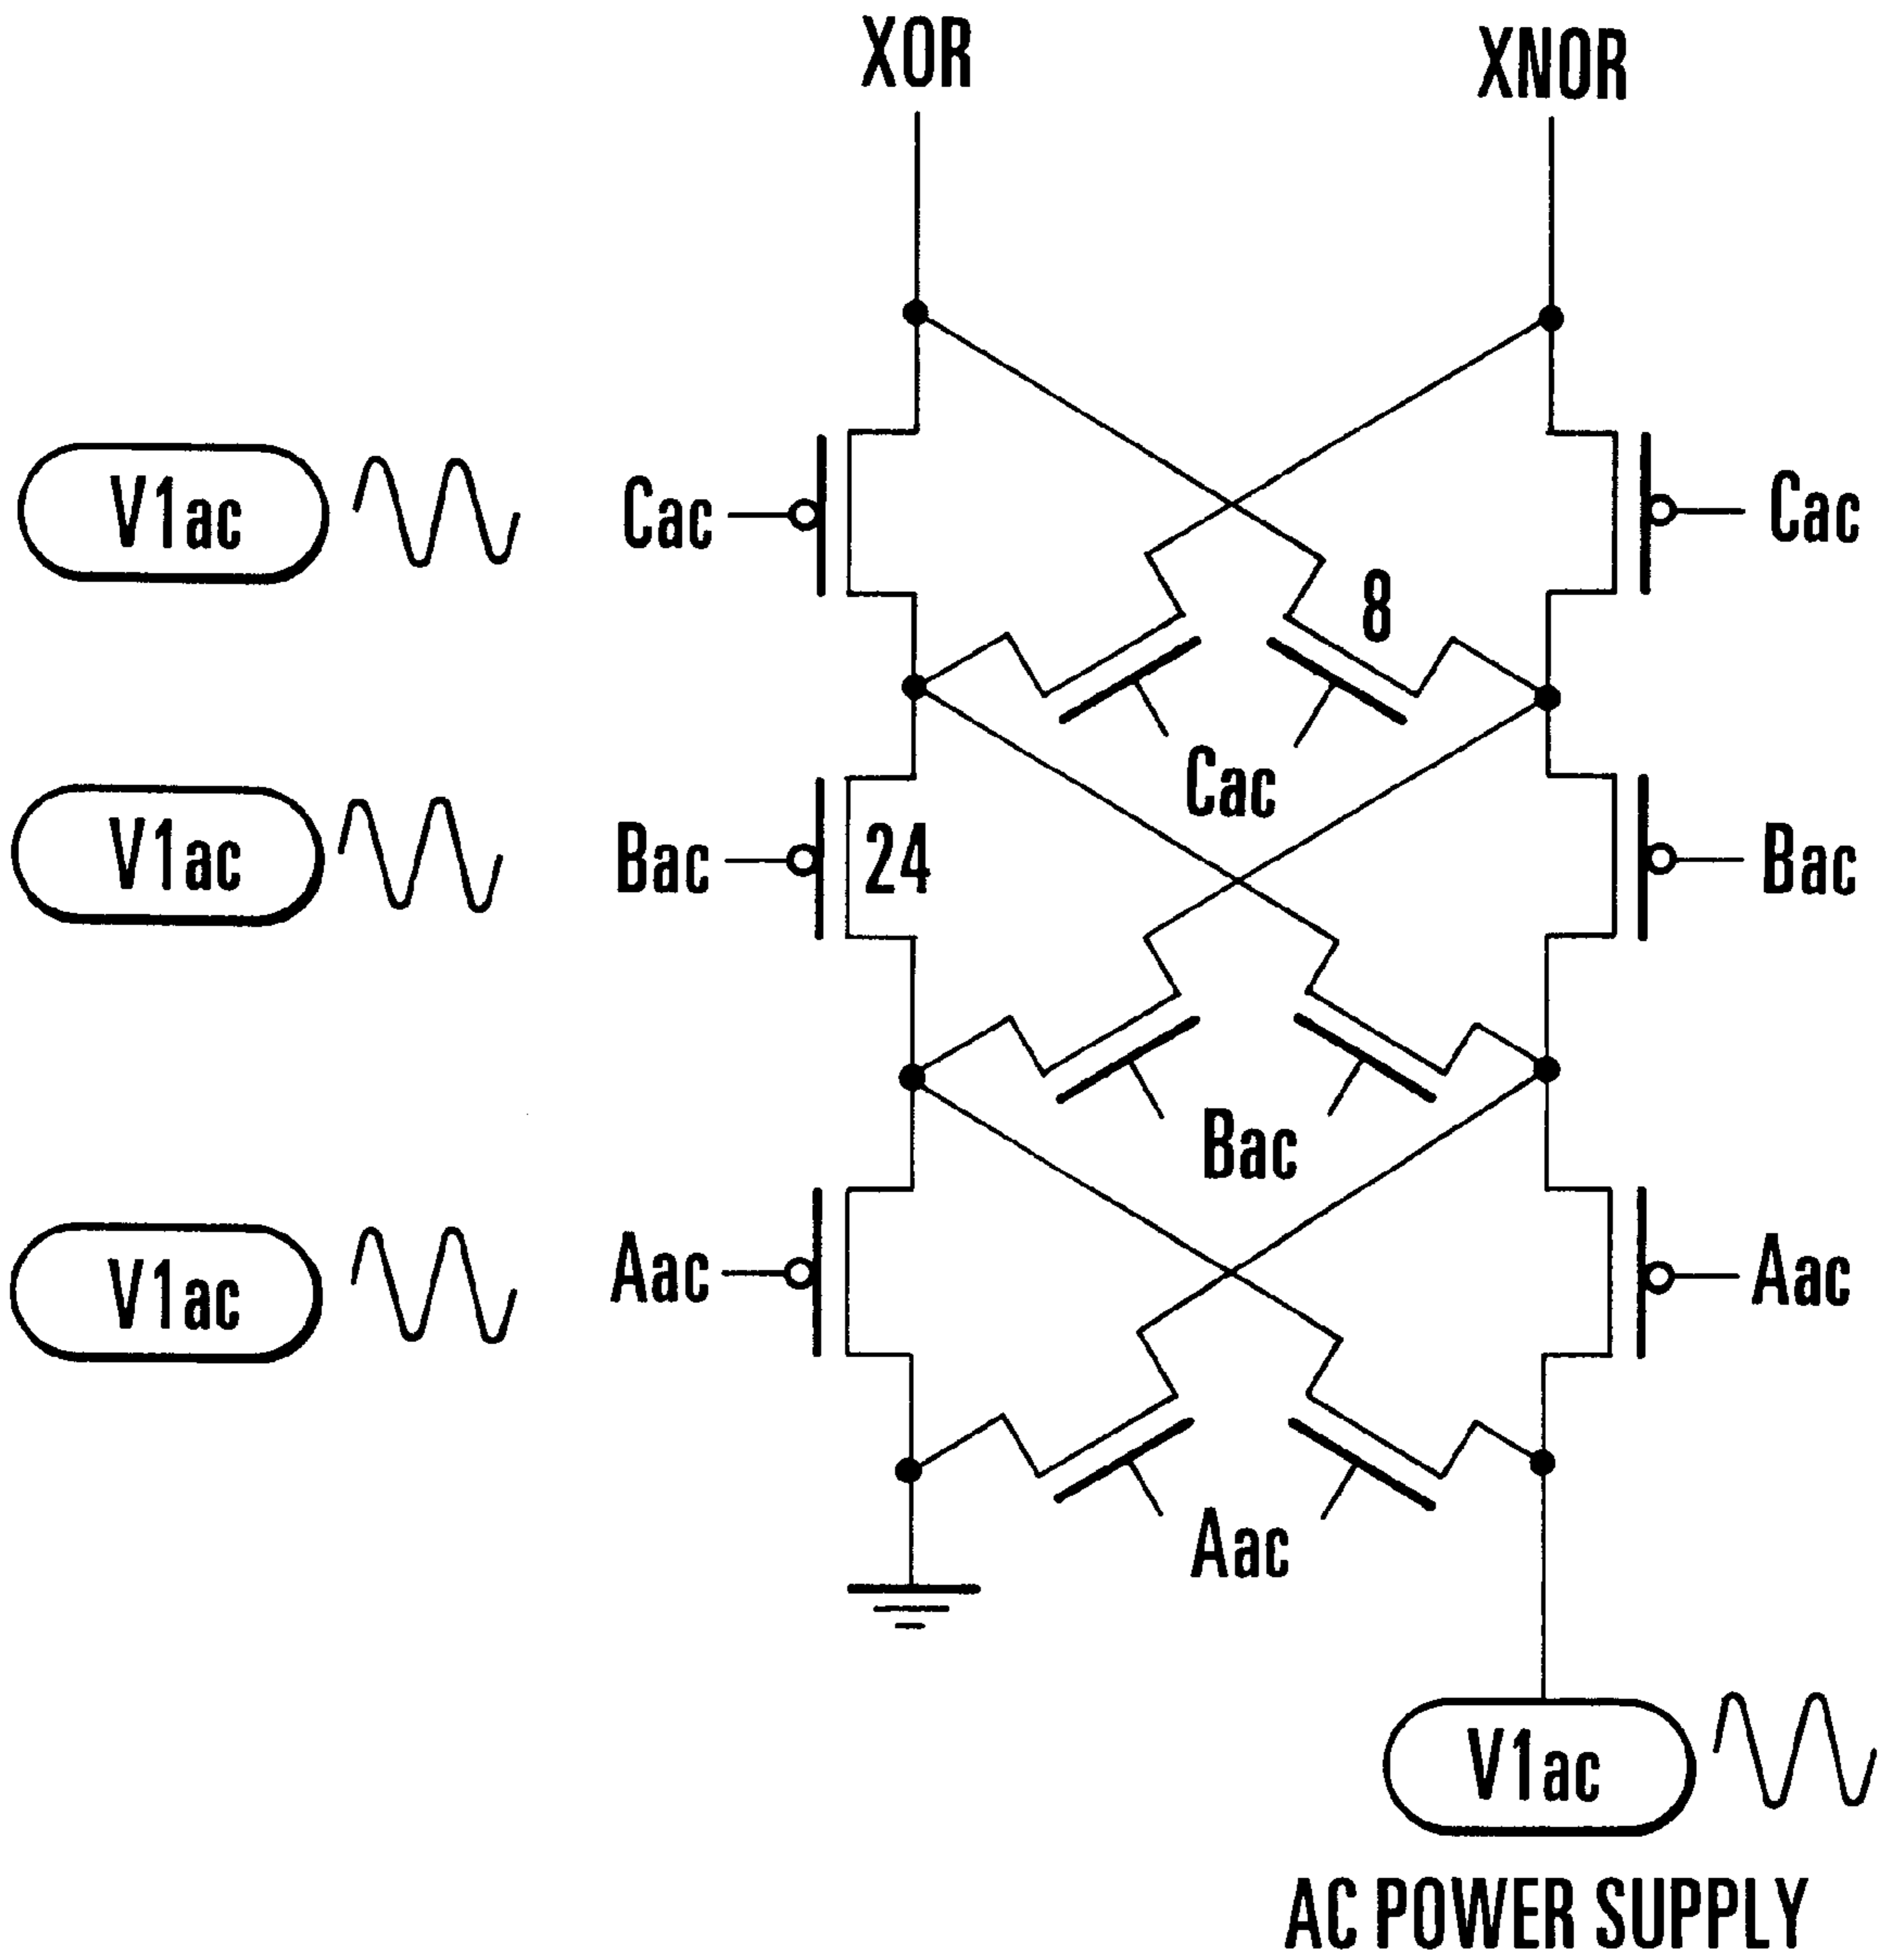 XOR XNOR
V1ac Cac Cac
8
Cac
V1ac Bac 24 Bac
Bac
V1ac Aac Aac
Aac
V1ac
AC POWER SUPPLY